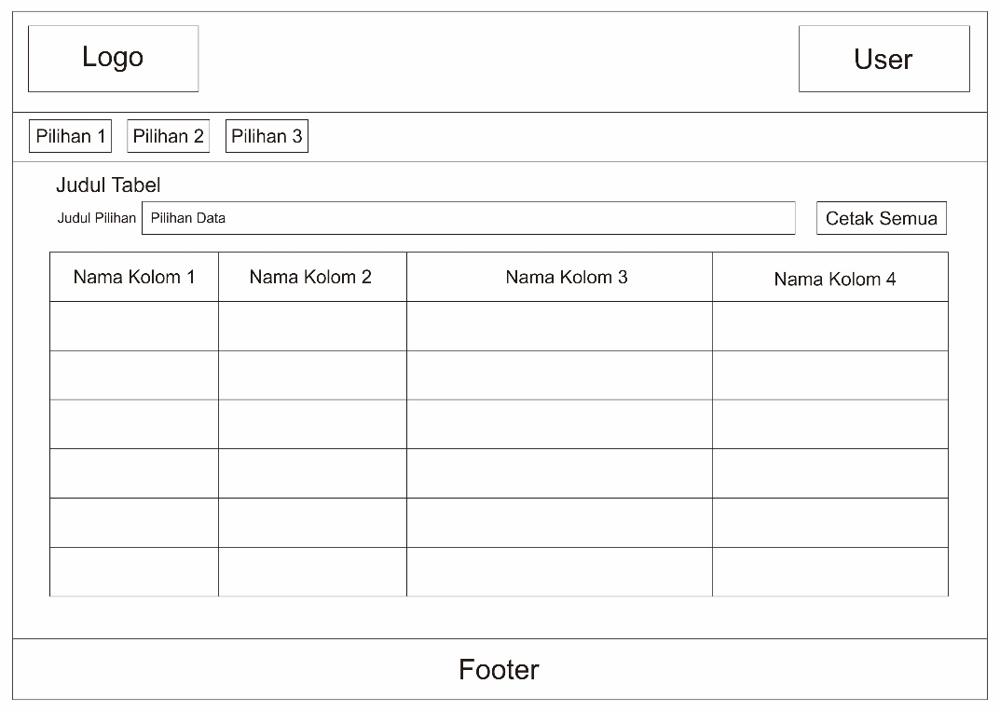 Logo
User
Pilihan 1
Pilihan 2
Pilihan 3
Judul Tabel
Judul Pilihan
Pilihan Data
Cetak Semua
Nama Kolom 1
Nama Kolom 2
Nama Kolom 3
Nama Kolom 4
Footer